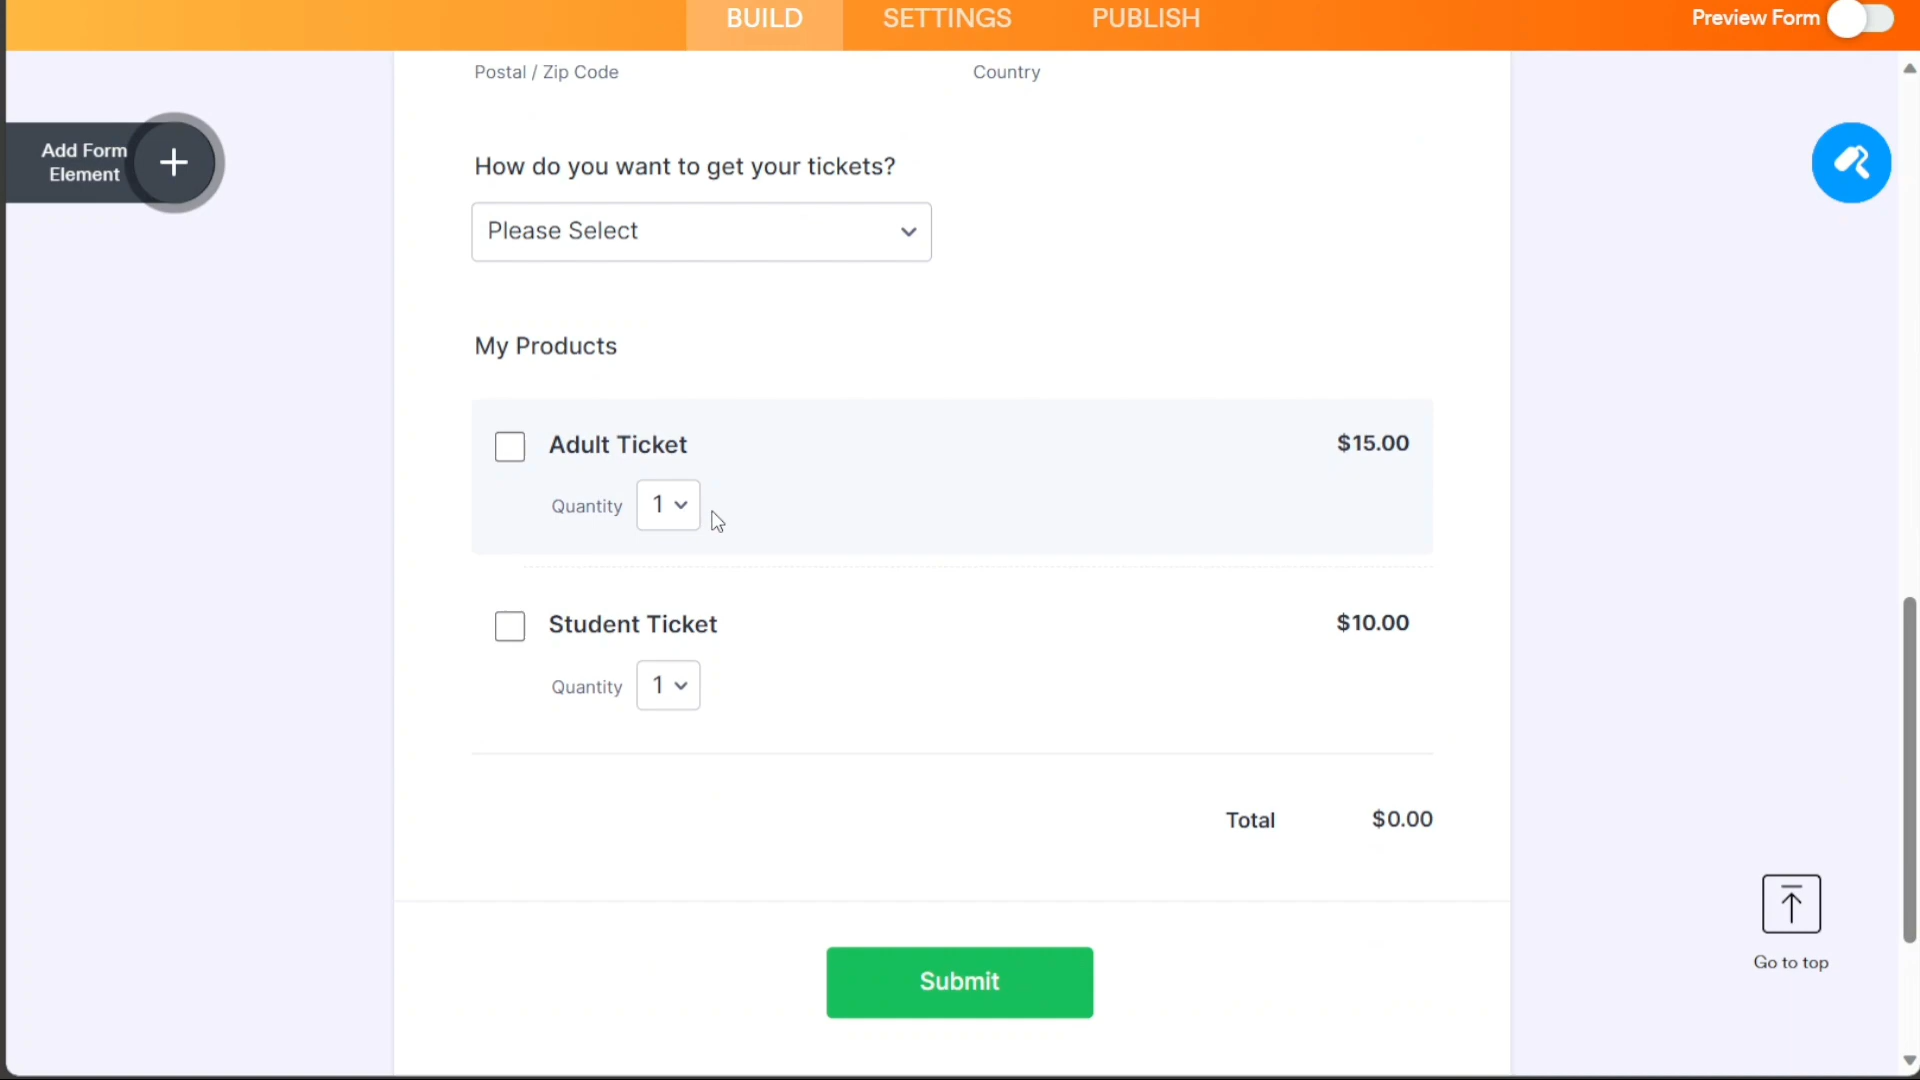 BUILD SETTINGS PUBLISH Preview Form
Postal / Zip Code Country
Add Form
Element
How do you want to get your tickets?
Please Select
My Products
Adult Ticket $15.00
Quantity 1
Student Ticket $10.00
Quantity 1
Total $0.00
Submit
Go to top